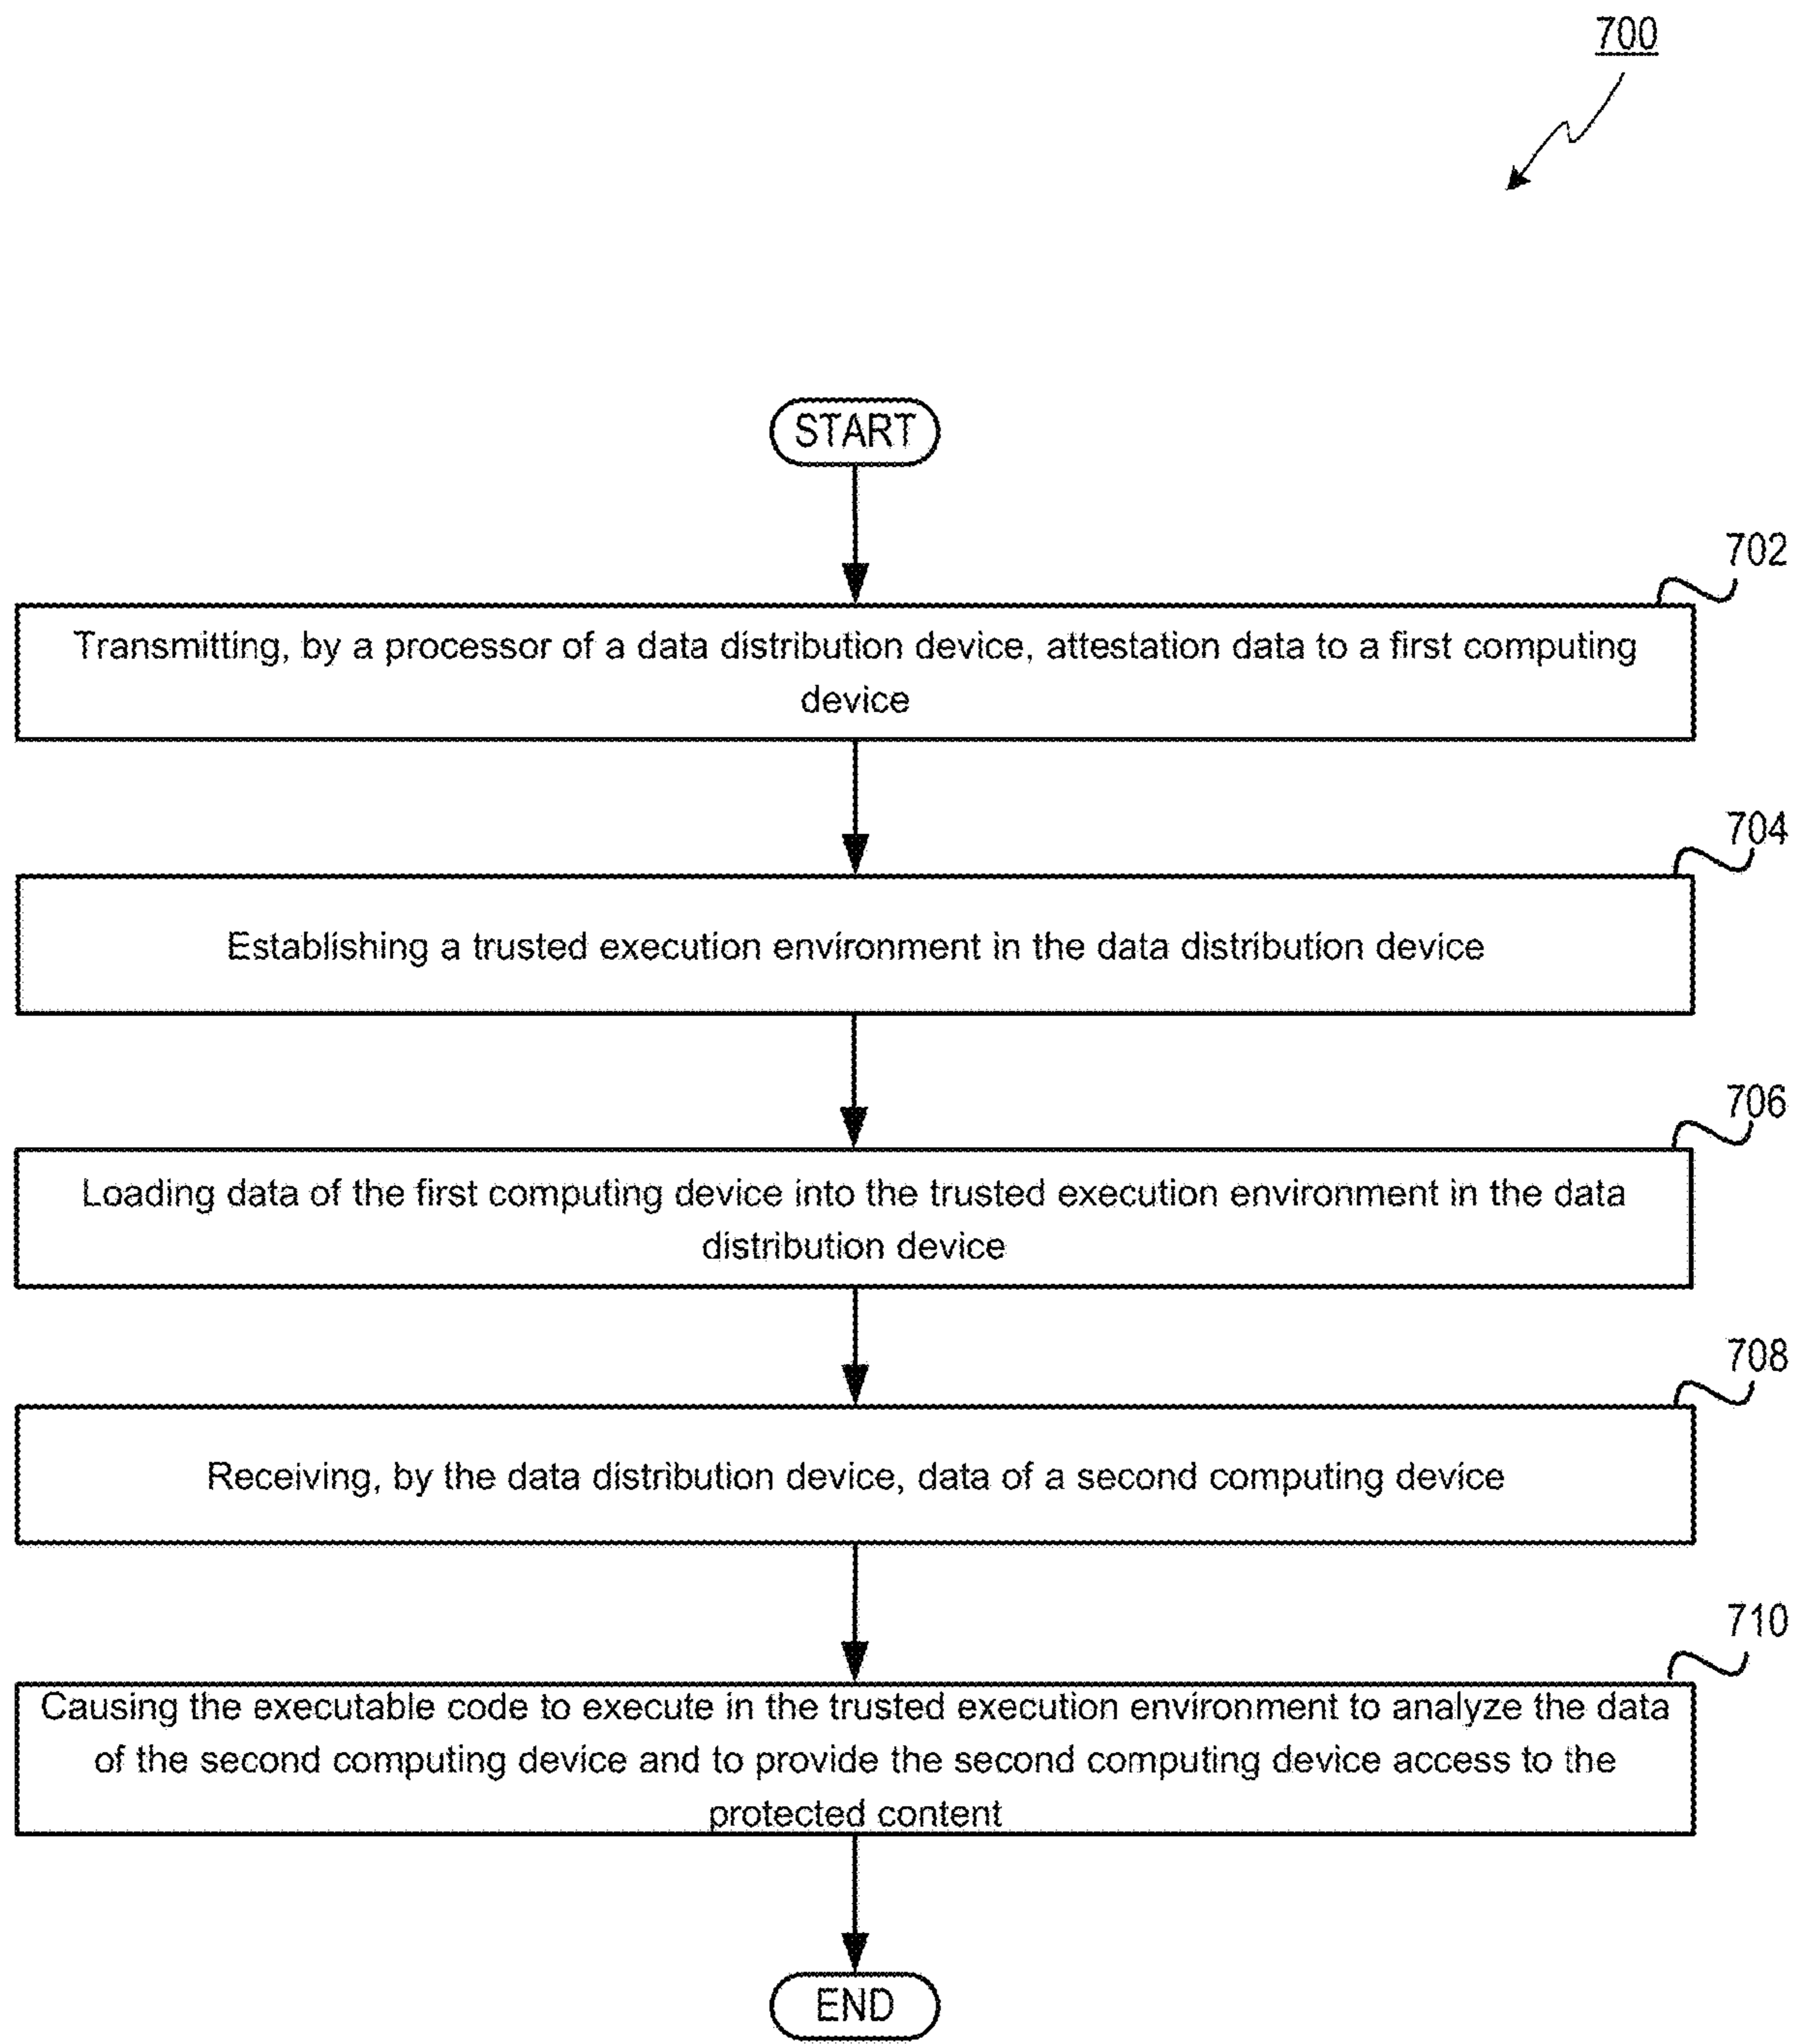 700
START
702
Transmitting, by a processor of a data distribution device, attestation data to a first computing
device
704
Establishing a trusted execution environment in the data distribution device
706
Loading data of the first computing device into the trusted execution environment in the data
distribution device
708
Receiving, by the data distribution device, data of a second computing device
710
Causing the executable code to execute in the trusted execution environment to analyze the data
of the second computing device and to provide the second computing device access to the
protected content
END